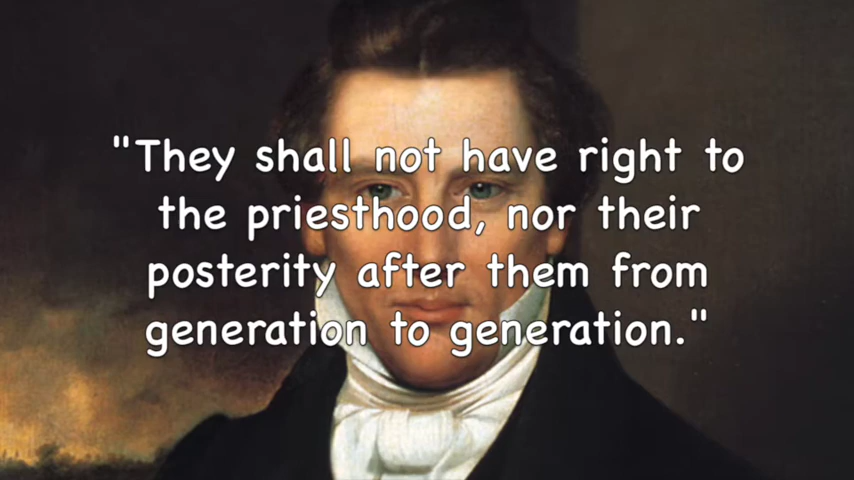 "They shall not have right to
the priesthood, nor their
posterity after them from
generation to generation."